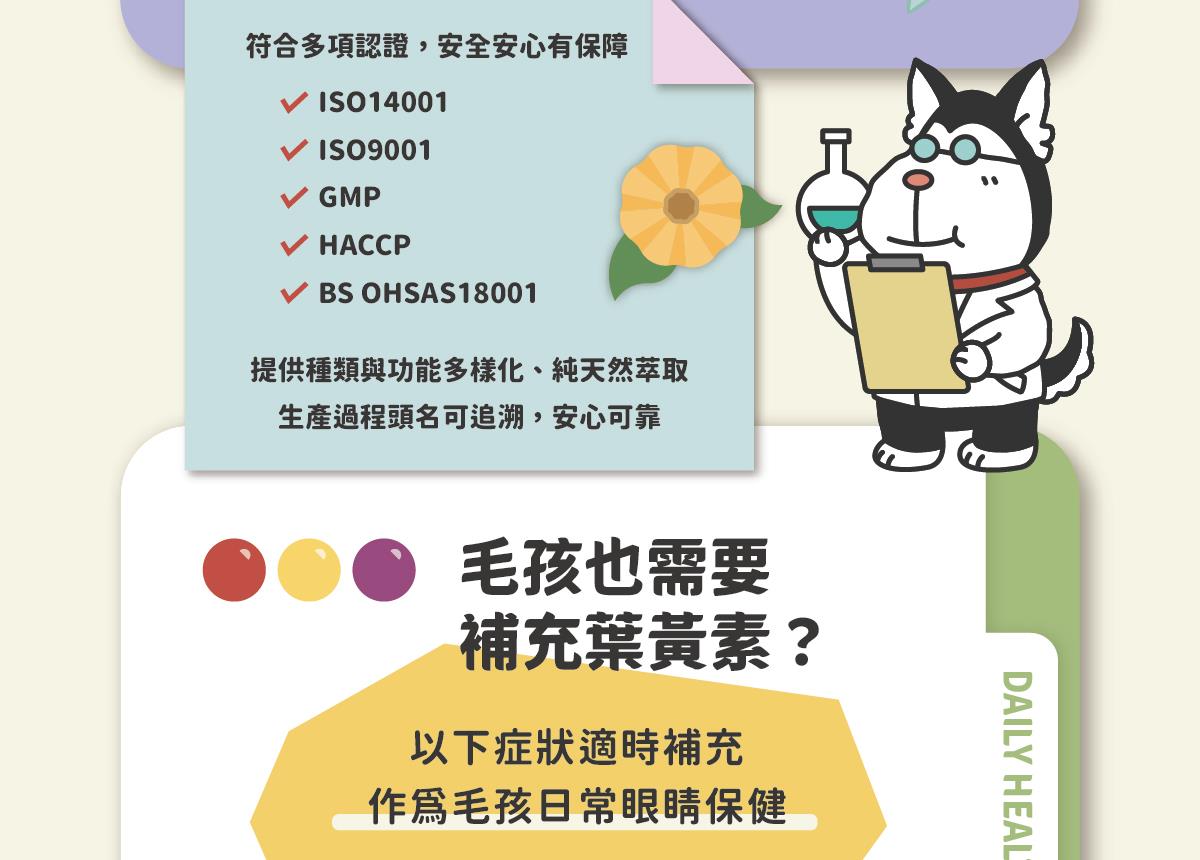 符合多項認證，安全安心有保障
ISO14001
ISO9001
GMP
HACCP
BS OHSAS18001
提供種類與功能多樣化、純天然萃取
生產過程頭名可追溯，安心可靠
毛孩也需要
補充葉黃素？
以下症狀適時補充
作爲毛孩日常眼睛保健
DAILY HEAL